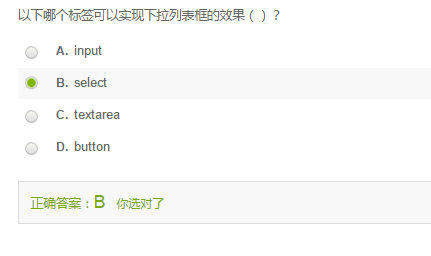 以下哪个标签可以实现下拉列表框的效果（）？
A. input
B. select
C. textarea
D. button
正确答案：B 你选对了